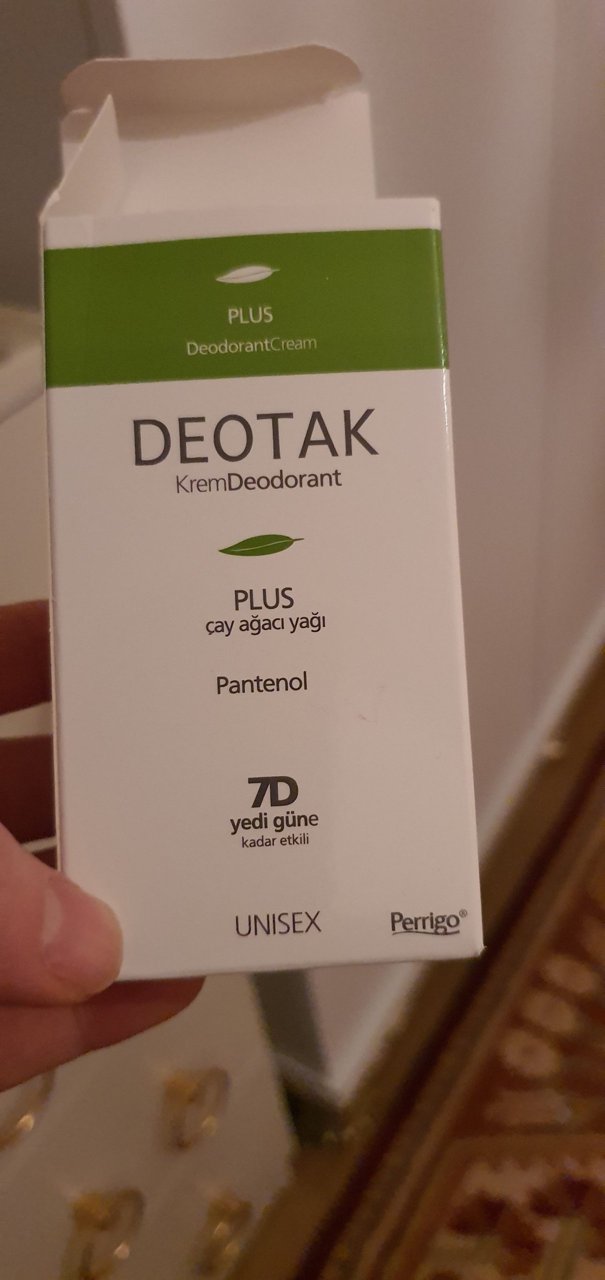 PLUS
DeodorantCream
DEOTAK
KremDeodorant
PLUS
çay ağacı yağı
Pantenol
7D
yedi güne
kadar etkili
UNISEX
Perrigo®